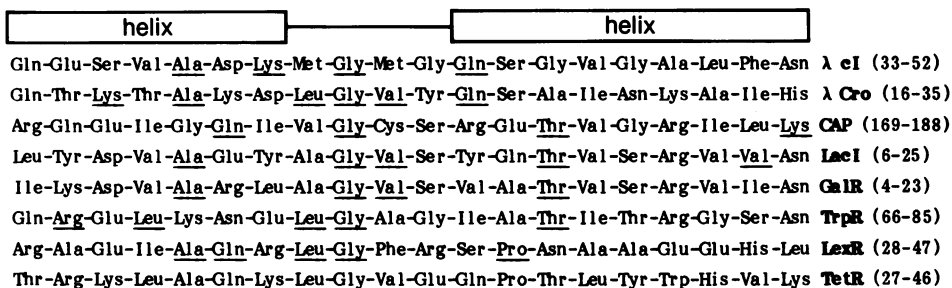 helix helix
Gln-Glu-Ser-Val-Ala-Asp-Lys-Met-Gly-Met-Gly-Gln-Ser-Gly-Val-Gly-Ala-Leu-Phe-Asn λ cI (33-52)
Gln-Thr-Lys-Thr-Ala-Lys-Asp-Leu-Gly-Val-Tyr-Gln-Ser-Ala-Ile-Asn-Lys-Ala-Ile-His λ Cro (16-35)
Arg-Gln-Glu-Ile-Gly-Gln-Ile-Val-Gly-Cys-Ser-Arg-Glu-Thr-Val-Gly-Arg-Ile-Leu-Lys CAP (169-188)
Leu-Tyr-Asp-Val-Ala-Glu-Tyr-Ala-Gly-Val-Ser-Tyr-Gln-Thr-Val-Ser-Arg-Val-Val-Asn LacI (6-25)
Ile-Lys-Asp-Val-Ala-Arg-Leu-Ala-Gly-Val-Ser-Val-Ala-Thr-Val-Ser-Arg-Val-Ile-Asn GalR (4-23)
Gln-Arg-Glu-Leu-Lys-Asn-Glu-Leu-Gly-Ala-Gly-Ile-Ala-Thr-Ile-Thr-Arg-Gly-Ser-Asn TrpR (66-85)
Arg-Ala-Glu-Ile-Ala-Gln-Arg-Leu-Gly-Phe-Arg-Ser-Pro-Asn-Ala-Ala-Glu-Glu-His-Leu LexR (28-47)
Thr-Arg-Lys-Leu-Ala-Gln-Lys-Leu-Gly-Val-Glu-Gln-Pro-Thr-Leu-Tyr-Trp-His-Val-Lys TetR (27-46)